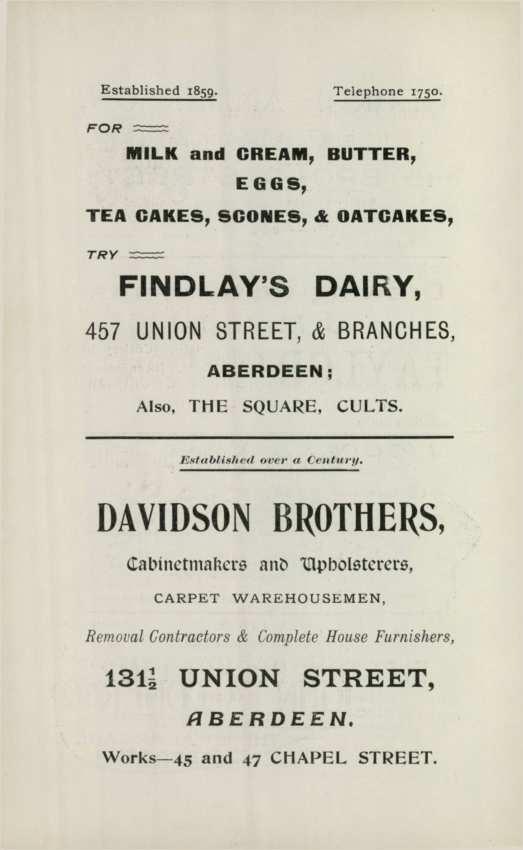 Established 1859. Telephone 1750.
FOR
MILK and CREAM, BUTTER,
EGGS,
TEA CAKES, SCONES, & OATCAKES,
TRY
FINDLAY'S DAIRY,
457 UNION STREET, & BRANCHES,
ABERDEEN;
Also, THE SQUARE, CULTS.
Established over a Century.
DAVIDSON BROTHERS,
Cabinetmakers and Upholsterers,
CARPET WAREHOUSEMEN,
Removal Contractors & Complete House Furnishers,
131½ UNION STREET,
ABERDEEN.
Works—45 and 47 CHAPEL STREET.